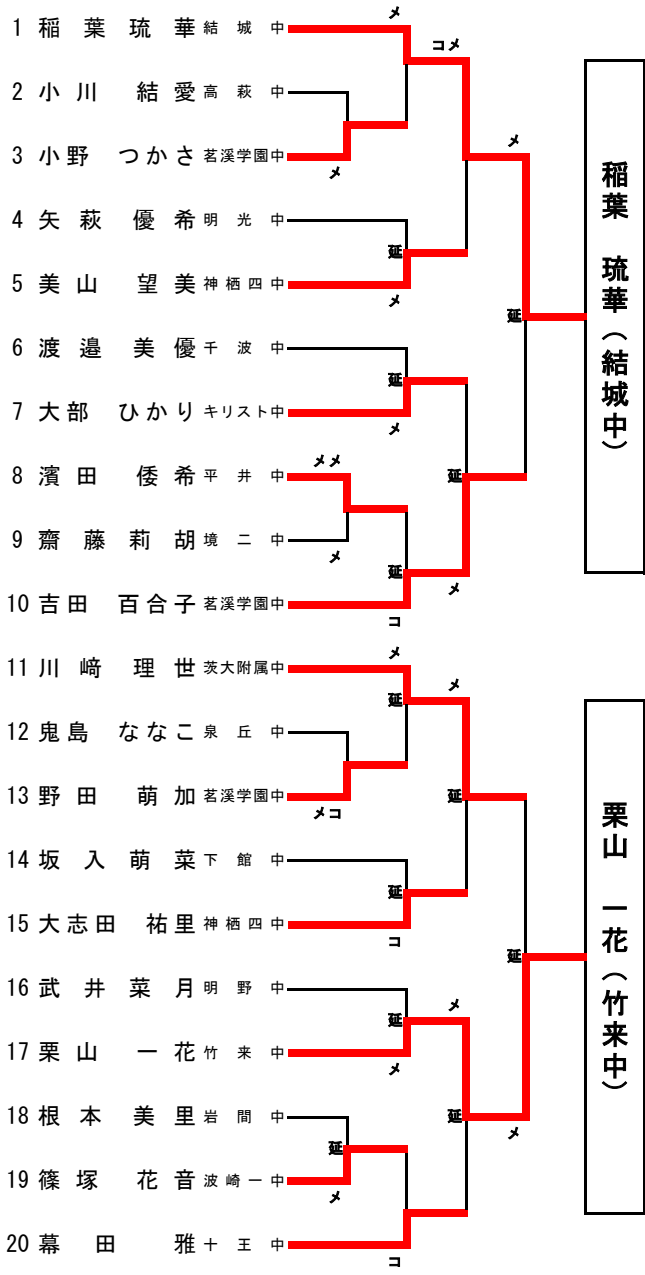 メ
1 稲葉琉華 結城中
コメ
2 小川結愛 高萩中
メ
3 小野つかさ 茗溪学園中
メ
4 矢萩優希 明光中
延
5 美山望美 神栖四中
メ
延
6 渡邉美優 千波中
延
7 大部ひかり キリスト中
メ
メメ
8 濱田倭希 平井中
延
9 齋藤莉胡 境二中
メ
延
メ
10 吉田百合子 茗溪学園中
コ
稲葉 琉華(結城中)
メ
11 川﨑理世 茨大附属中
延
メ
12 鬼島ななこ 泉丘中
13 野田萌加 茗溪学園中
延
メコ
14 坂入萌菜 下館中
延
15 大志田祐里 神栖四中
コ
延
16 武井菜月 明野中
メ
延
17 栗山一花 竹来中
メ
18 根本美里 岩間中
延
メ
延
19 篠塚花音 波崎一中
メ
20 幕田雅 十王中
コ
栗山 一花(竹来中)